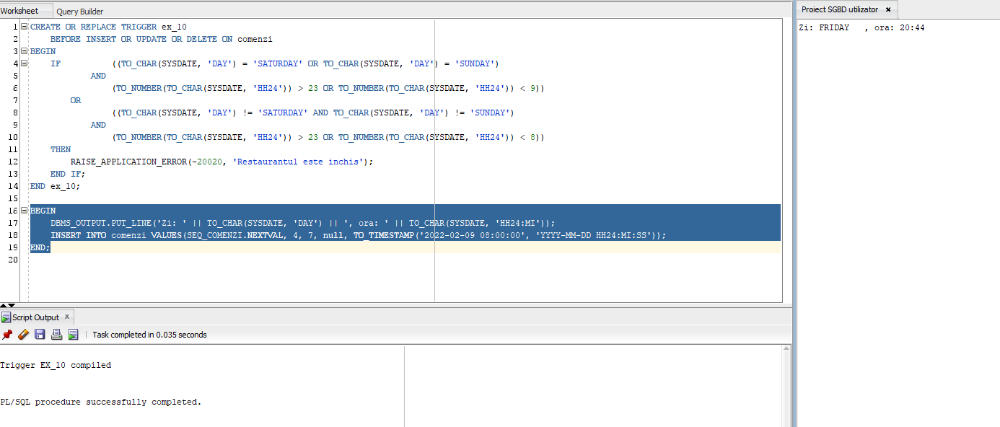 Worksheet Query Builder
1 CREATE OR REPLACE TRIGGER ex_10
2     BEFORE INSERT OR UPDATE OR DELETE ON comenzi
3 BEGIN
4     IF          ((TO_CHAR(SYSDATE, 'DAY') = 'SATURDAY' OR TO_CHAR(SYSDATE, 'DAY') = 'SUNDAY')
5             AND
6                 (TO_NUMBER(TO_CHAR(SYSDATE, 'HH24')) > 23 OR TO_NUMBER(TO_CHAR(SYSDATE, 'HH24')) < 9))
7         OR
8                 ((TO_CHAR(SYSDATE, 'DAY') != 'SATURDAY' AND TO_CHAR(SYSDATE, 'DAY') != 'SUNDAY')
9             AND
10                 (TO_NUMBER(TO_CHAR(SYSDATE, 'HH24')) > 23 OR TO_NUMBER(TO_CHAR(SYSDATE, 'HH24')) < 8))
11     THEN
12         RAISE_APPLICATION_ERROR(-20020, 'Restaurantul este inchis');
13     END IF;
14 END ex_10;
15
16 BEGIN
17     DBMS_OUTPUT.PUT_LINE('Zi: ' || TO_CHAR(SYSDATE, 'DAY') || ', ora: ' || TO_CHAR(SYSDATE, 'HH24:MI'));
18     INSERT INTO comenzi VALUES(SEQ_COMENZI.NEXTVAL, 4, 7, null, TO_TIMESTAMP('2022-02-09 08:00:00', 'YYYY-MM-DD HH24:MI:SS'));
19 END;
20
Script Output x
Task completed in 0.035 seconds
Trigger EX_10 compiled
PL/SQL procedure successfully completed.
Proiect SGBD utilizator x
Zi: FRIDAY   , ora: 20:44